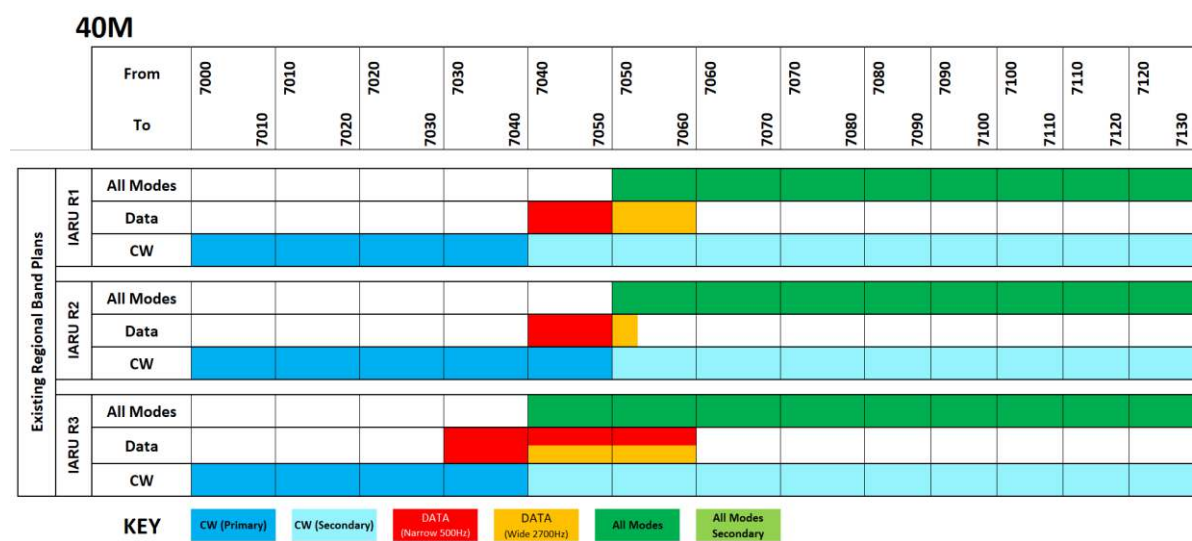 40M
From 7000 7010 7020 7030 7040 7050 7060 7070 7080 7090 7100 7110 7120
To 7010 7020 7030 7040 7050 7060 7070 7080 7090 7100 7110 7120 7130
Existing Regional Band Plans
IARU R1
All Modes
Data
CW
IARU R2
All Modes
Data
CW
IARU R3
All Modes
Data
CW
KEY
CW (Primary)
CW (Secondary)
DATA
(Narrow 500Hz)
DATA
(Wide 2700Hz)
All Modes
All Modes
Secondary